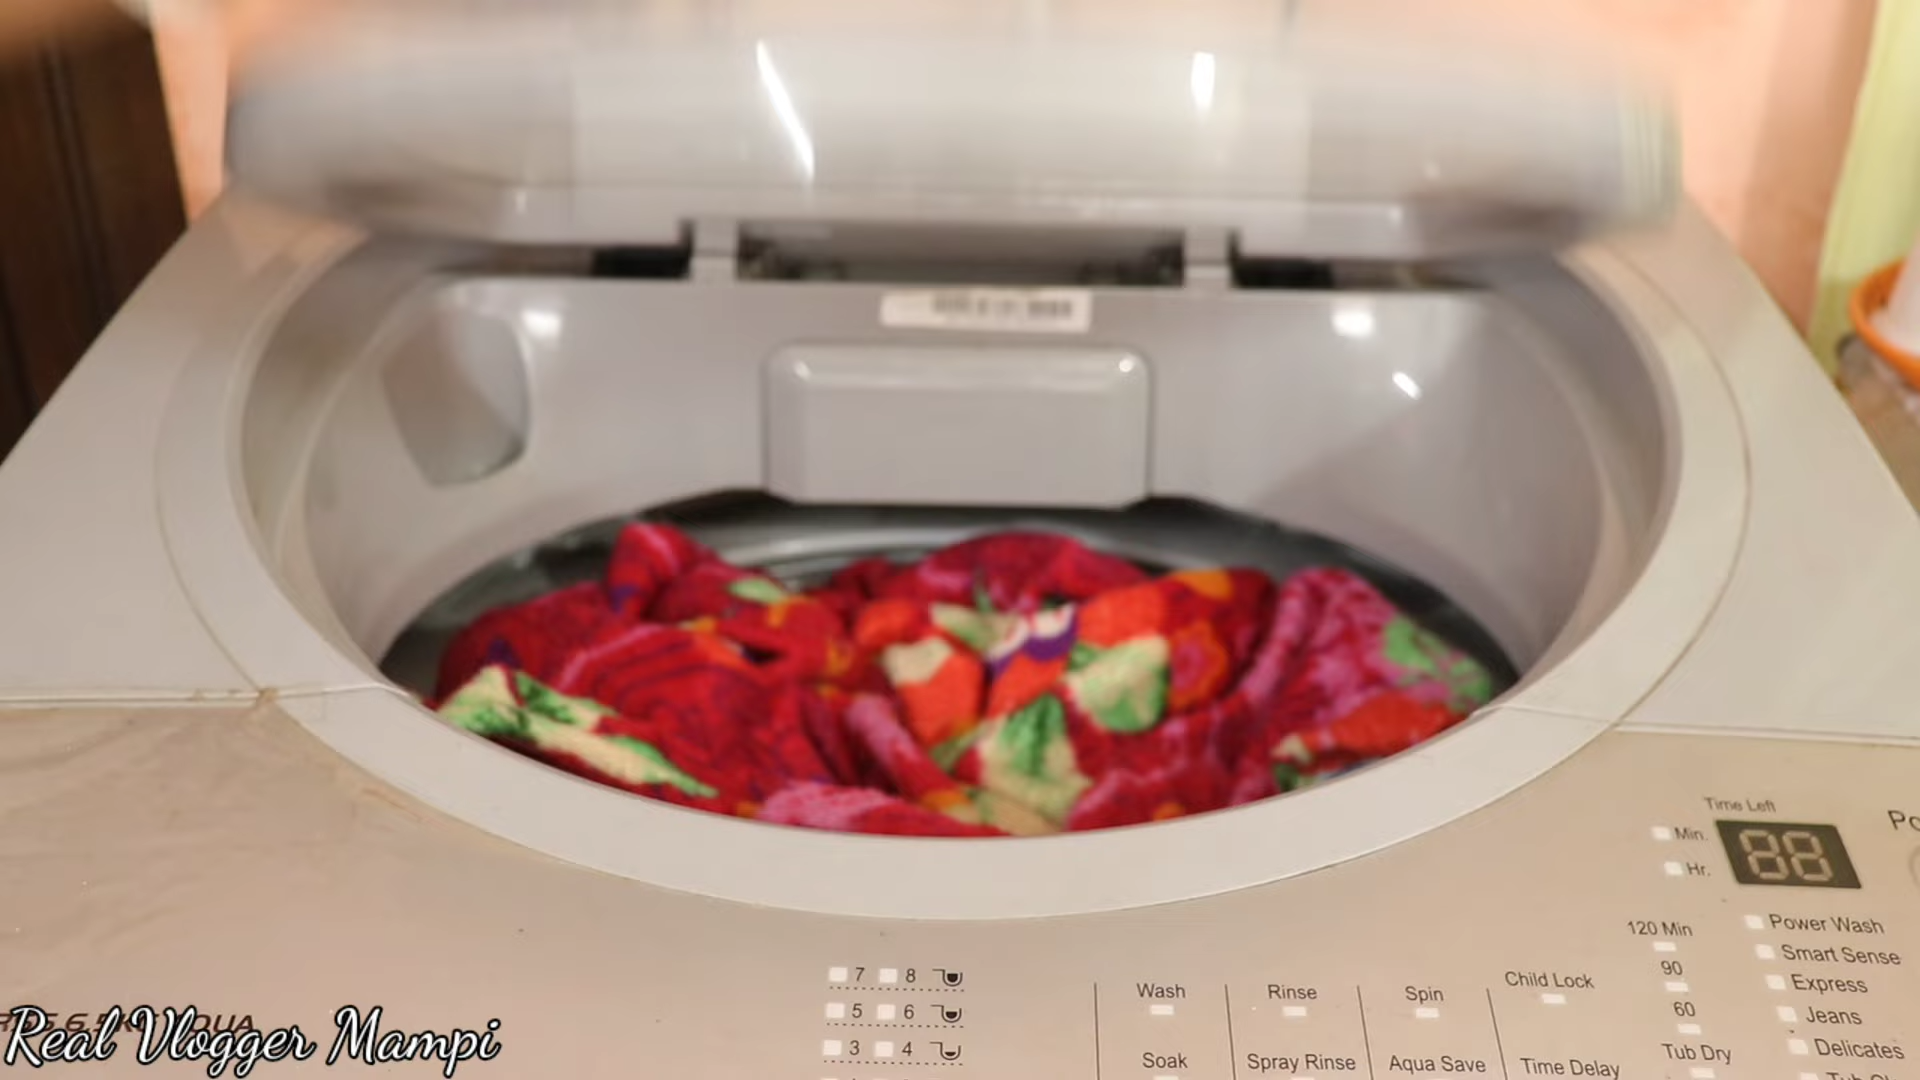 Time Left
Po
Min.
88
Hr.
120 Min
Power Wash
90
Smart Sense
60
Express
Tub Dry
Jeans
Delicates
7 8
5 6
3 4
Wash Rinse Spin Child Lock
Soak Spray Rinse Aqua Save Time Delay
Real Vlogger Mampi